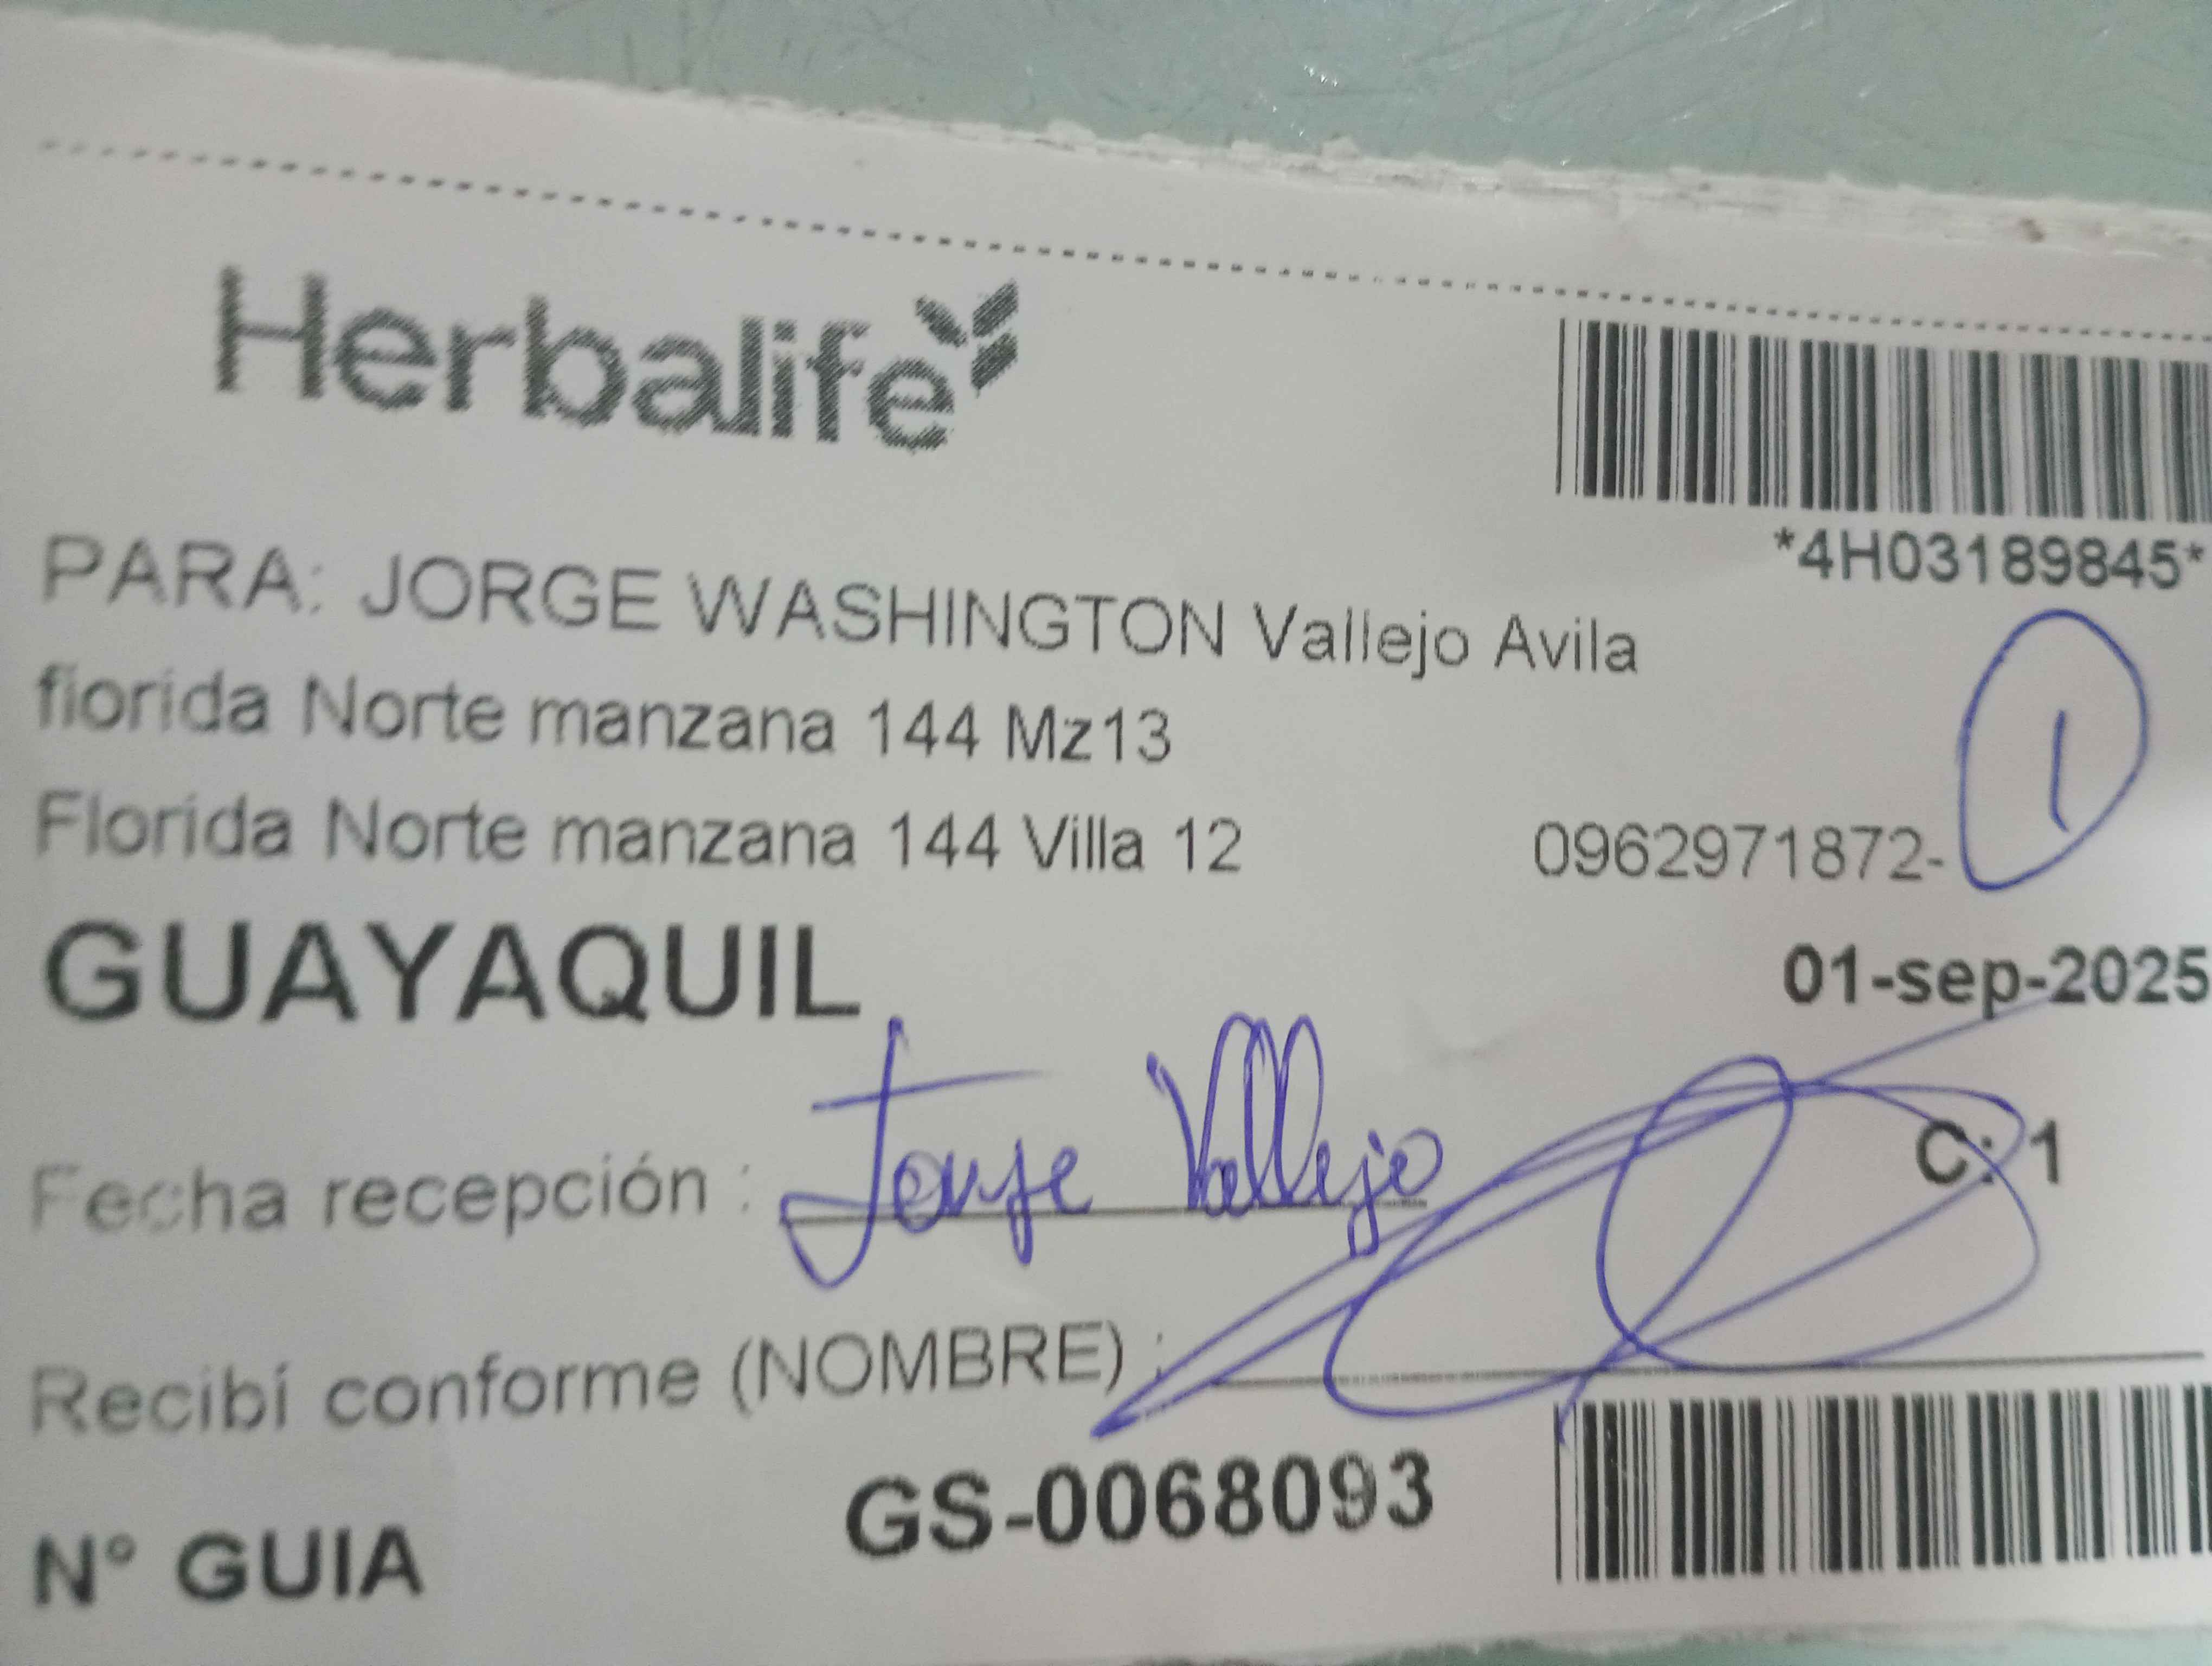 Herbalife
*4H03189845*
PARA: JORGE WASHINGTON Vallejo Avila
florida Norte manzana 144 Mz13
1
Florida Norte manzana 144 Villa 12 0962971872-
GUAYAQUIL 01-sep-2025
Fecha recepción : Jorge Vallejo C: 1
Recibí conforme (NOMBRE) :
N° GUIA GS-0068093